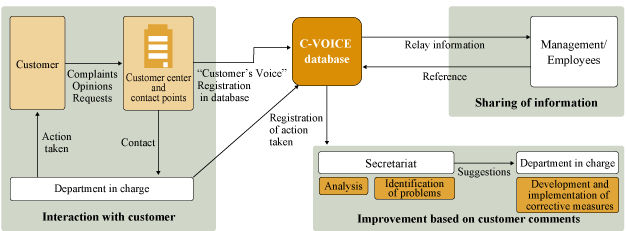 Customer
Complaints
Opinions
Requests
Customer center
and
contact points
"Customer's Voice"
Registration
in database
C-VOICE
database
Relay information
Reference
Management/
Employees
Sharing of information
Action
taken
Contact
Department in charge
Interaction with customer
Registration
of action
taken
Secretariat
Analysis
Identification
of problems
Suggestions
Department in charge
Development and
implementation of
corrective measures
Improvement based on customer comments